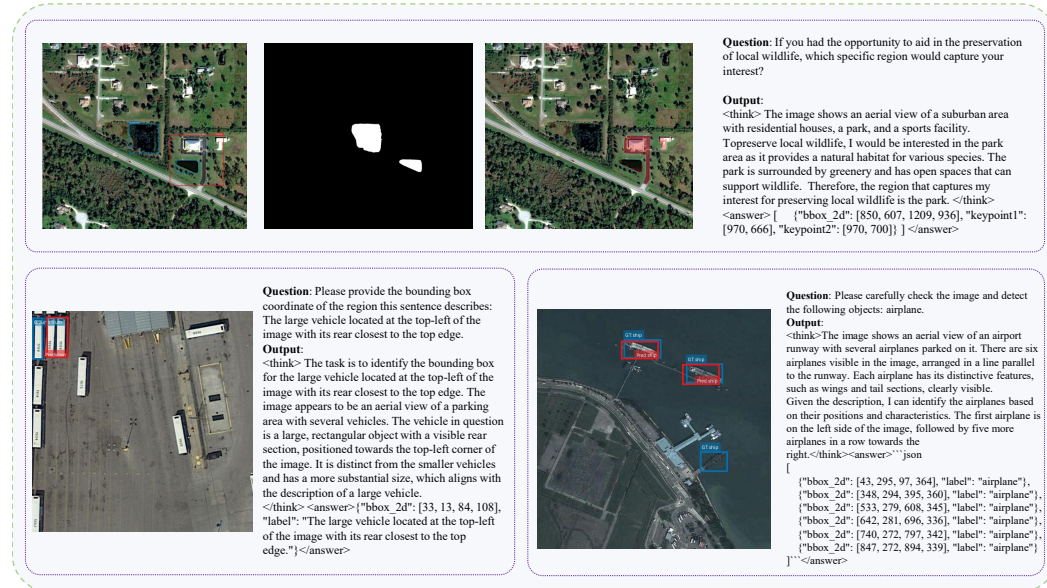 Question: If you had the opportunity to aid in the preservation
of local wildlife, which specific region would capture your
interest?
Output:
<think> The image shows an aerial view of a suburban area
with residential houses, a park, and a sports facility.
Topreserve local wildlife, I would be interested in the park
area as it provides a natural habitat for various species. The
park is surrounded by greenery and has open spaces that can
support wildlife. Therefore, the region that captures my
interest for preserving local wildlife is the park. </think>
<answer> [ {"bbox_2d": [850, 607, 1209, 936], "keypoint1":
[970, 666], "keypoint2": [970, 700]} ] </answer>
Question: Please provide the bounding box
coordinate of the region this sentence describes:
The large vehicle located at the top-left of the
image with its rear closest to the top edge.
Output:
<think> The task is to identify the bounding box
for the large vehicle located at the top-left of the
image with its rear closest to the top edge. The
image appears to be an aerial view of a parking
area with several vehicles. The vehicle in question
is a large, rectangular object with a visible rear
section, positioned towards the top-left corner of
the image. It is distinct from the smaller vehicles
and has a more substantial size, which aligns with
the description of a large vehicle.
</think> <answer>{"bbox_2d": [33, 13, 84, 108],
"label": "The large vehicle located at the top-left
of the image with its rear closest to the top
edge."}</answer>
GT ship
Pred ship
GT ship
Pred ship
GT ship
Question: Please carefully check the image and detect
the following objects: airplane.
Output:
<think>The image shows an aerial view of an airport
runway with several airplanes parked on it. There are six
airplanes visible in the image, arranged in a line parallel
to the runway. Each airplane has its distinctive features,
such as wings and tail sections, clearly visible.
Given the description, I can identify the airplanes based
on their positions and characteristics. The first airplane is
on the left side of the image, followed by five more
airplanes in a row towards the
right.</think><answer>```json
[
{"bbox_2d": [43, 295, 97, 364], "label": "airplane"},
{"bbox_2d": [348, 294, 395, 360], "label": "airplane"},
{"bbox_2d": [533, 279, 608, 345], "label": "airplane"},
{"bbox_2d": [642, 281, 696, 336], "label": "airplane"},
{"bbox_2d": [740, 272, 797, 342], "label": "airplane"},
{"bbox_2d": [847, 272, 894, 339], "label": "airplane"}
]```</answer>